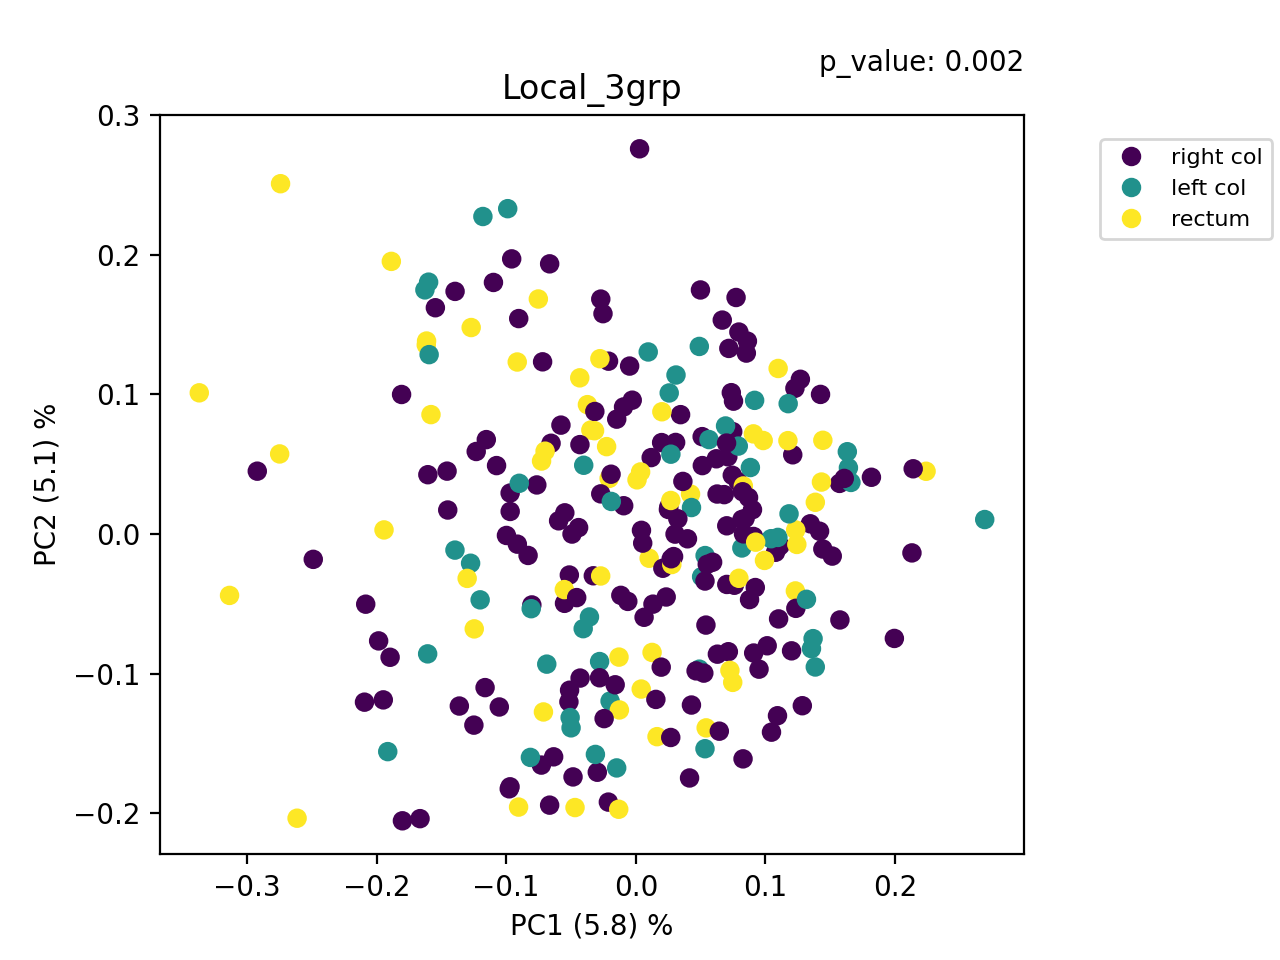 p_value: 0.002
Local_3grp
0.3
0.2
0.1
0.0
−0.1
−0.2
PC2 (5.1) %
−0.3
−0.2
−0.1
0.0
0.1
0.2
PC1 (5.8) %
right col
left col
rectum